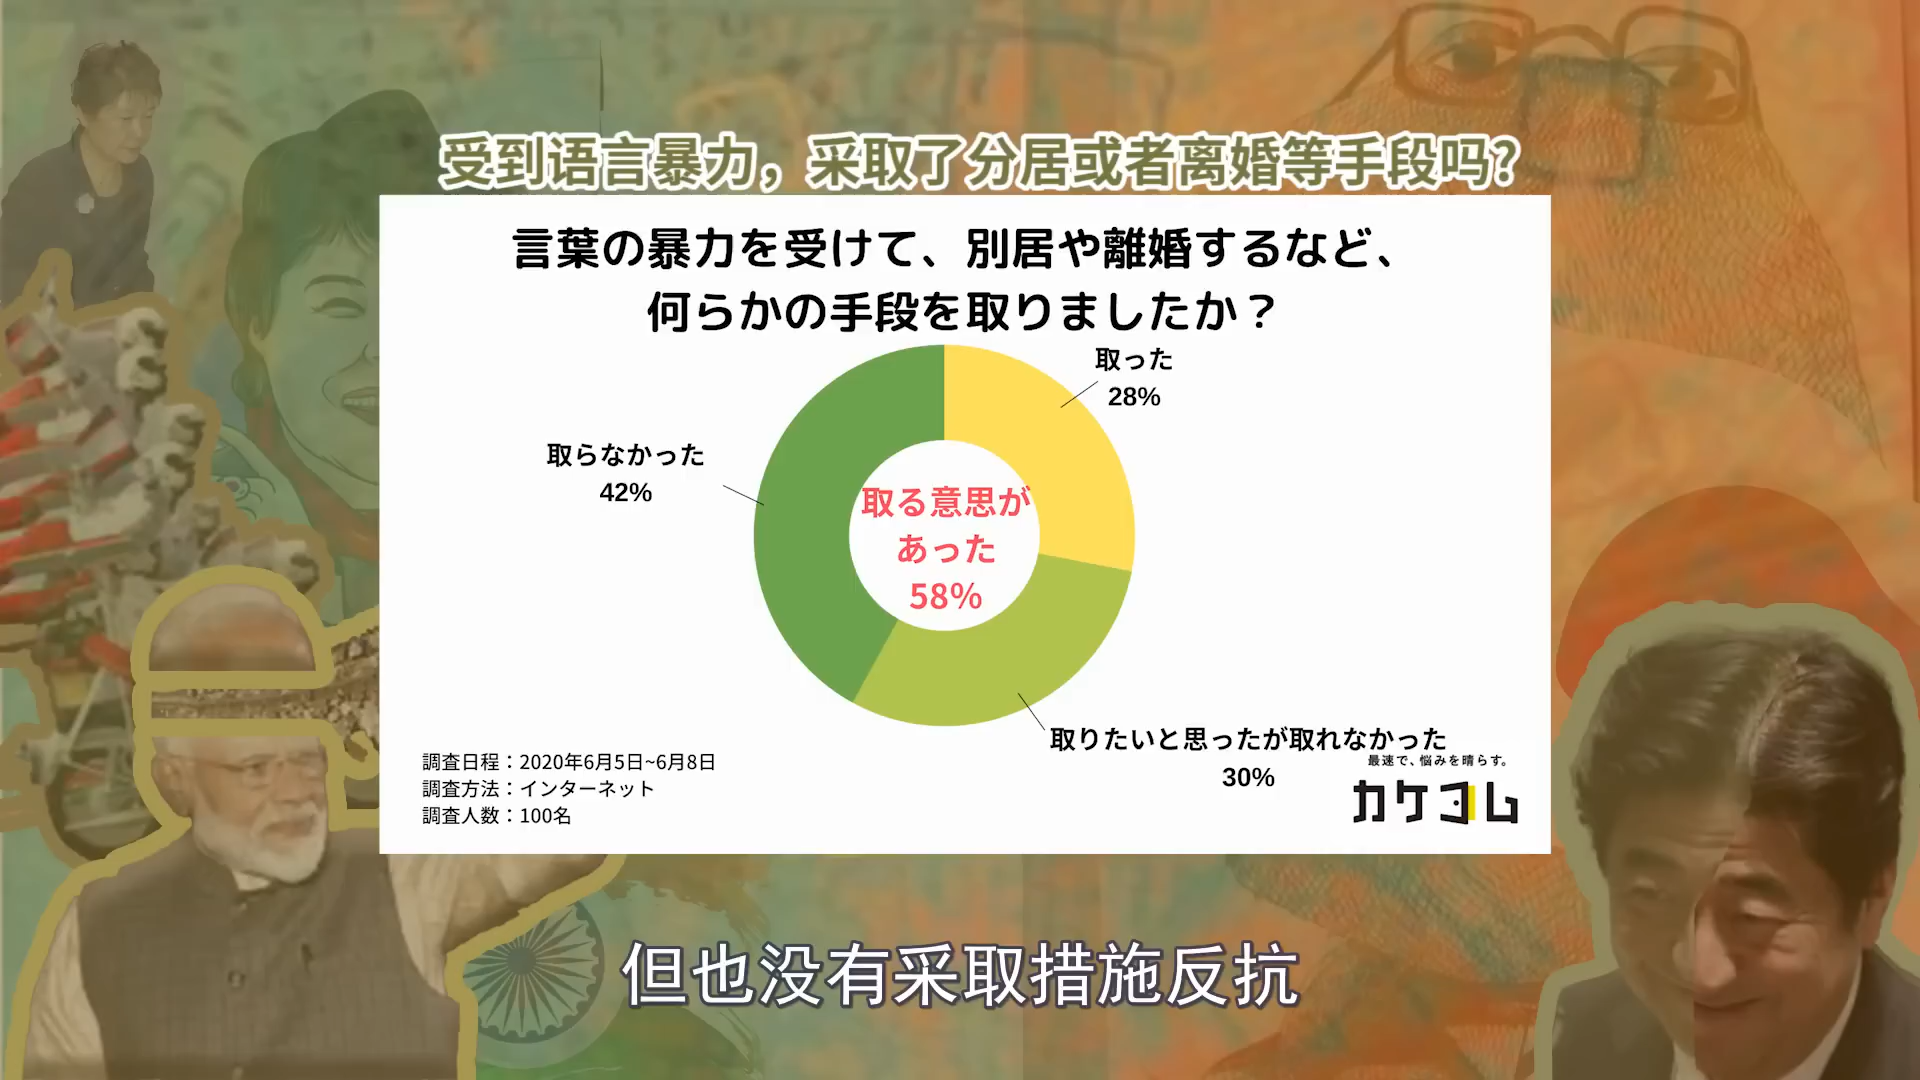 受到语言暴力，采取了分居或者离婚等手段吗?
言葉の暴力を受けて、別居や離婚するなど、
何らかの手段を取りましたか？
取った
28%
取らなかった
42%
取る意思が
あった
58%
取りたいと思ったが取れなかった
30%
調査日程：2020年6月5日~6月8日
調査方法：インターネット
調査人数：100名
最速で、悩みを晴らす。
カケコム
但也没有采取措施反抗